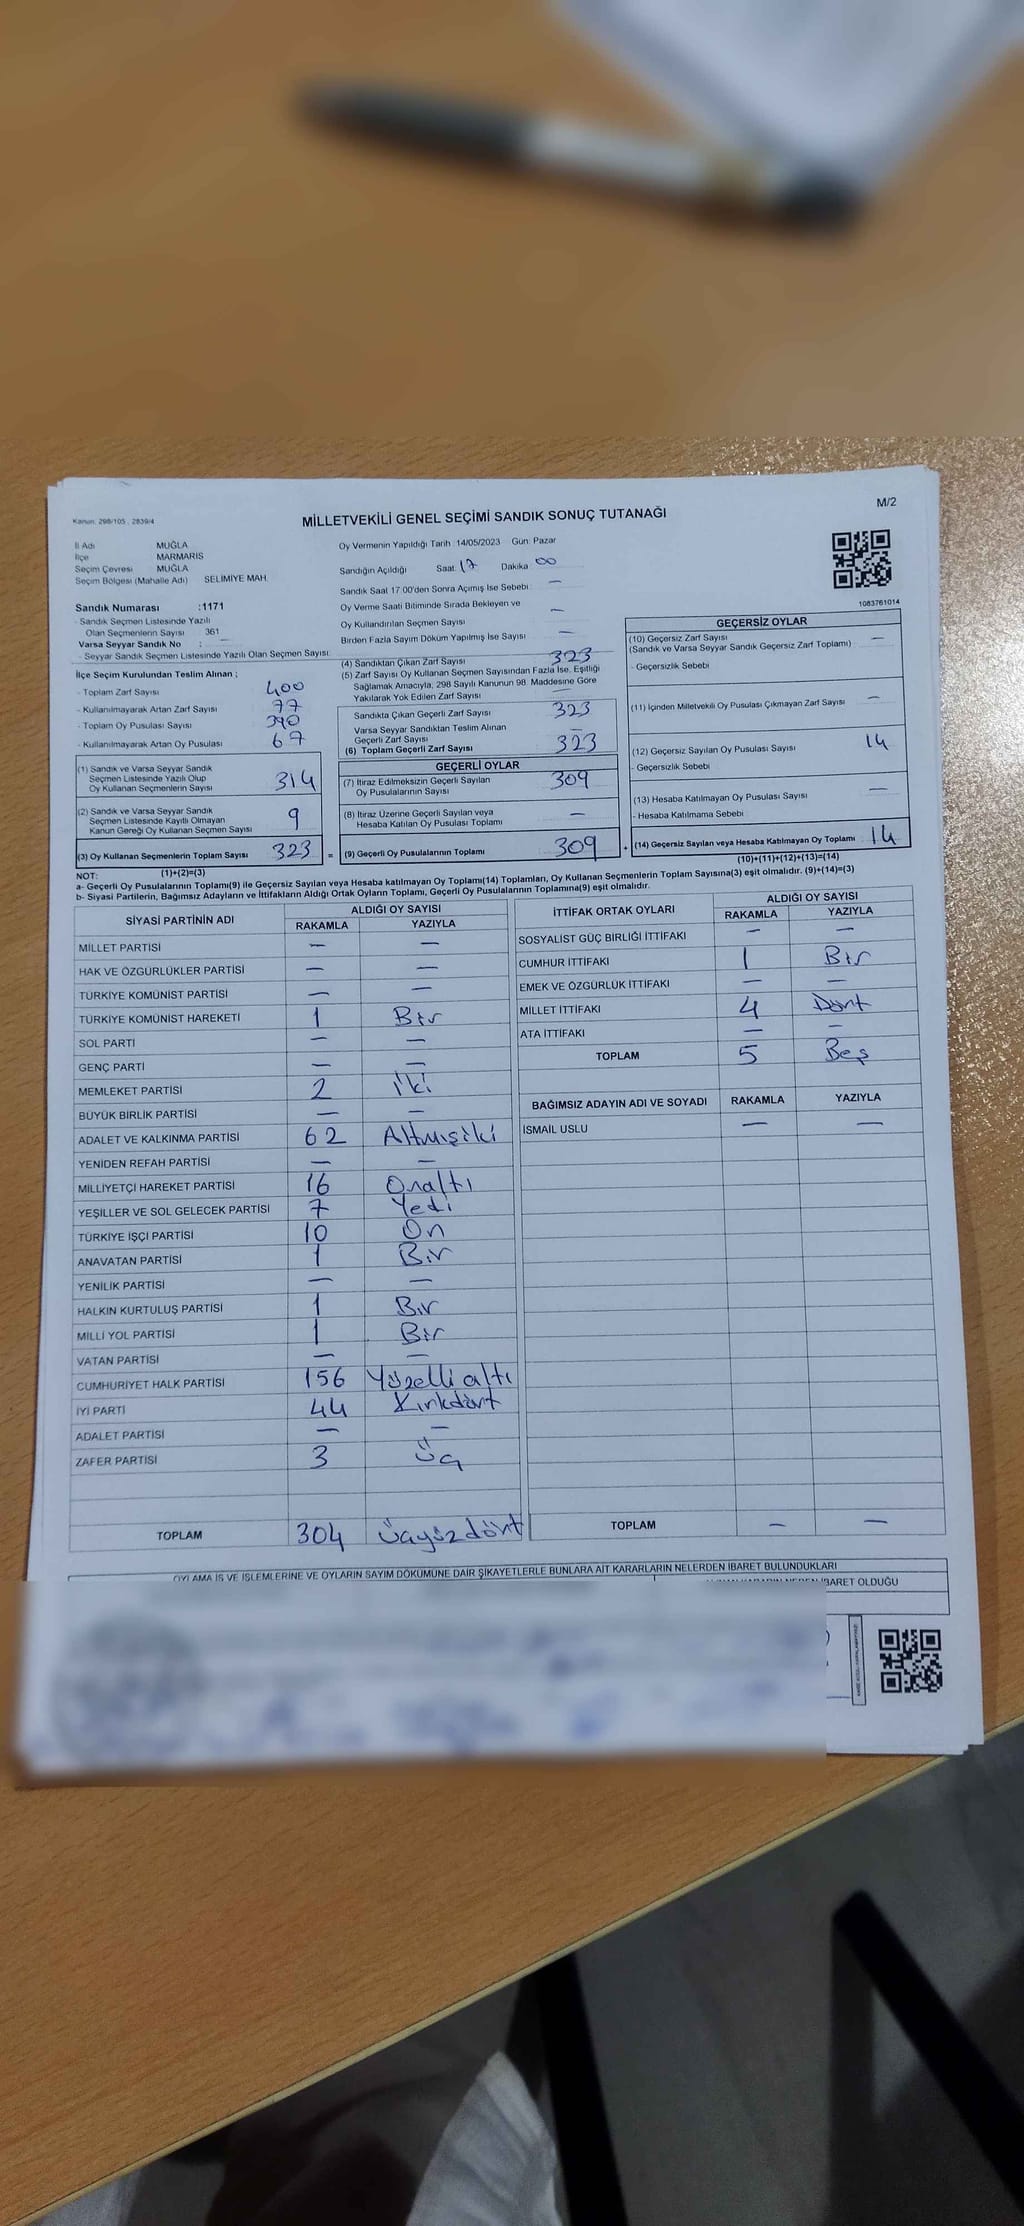 M/2
Kanun: 298/105 , 2839/4
MİLLETVEKİLİ GENEL SEÇİMİ SANDIK SONUÇ TUTANAĞI
İl Adı MUĞLA
İlçe MARMARİS
Seçim Çevresi MUĞLA
Seçim Bölgesi (Mahalle Adı) SELİMİYE MAH.
Sandık Numarası :1171
- Sandık Seçmen Listesinde Yazılı
Olan Seçmenlerin Sayısı 361
Varsa Seyyar Sandık No : —
- Seyyar Sandık Seçmen Listesinde Yazılı Olan Seçmen Sayısı:
Oy Vermenin Yapıldığı Tarih :14/05/2023 Gün: Pazar
Sandığın Açıldığı Saat 17 Dakika 00
Sandık Saat 17:00'den Sonra Açımış İse Sebebi : —
Oy Verme Saati Bitiminde Sırada Bekleyen ve
Oy Kullandırılan Seçmen Sayısı —
Birden Fazla Sayım Döküm Yapılmış İse Sayısı —
1083761014
İlçe Seçim Kurulundan Teslim Alınan ;
- Toplam Zarf Sayısı 400
- Kullanılmayarak Artan Zarf Sayısı 77
- Toplam Oy Pusulası Sayısı 390
- Kullanılmayarak Artan Oy Pusulası 67
(1) Sandık ve Varsa Seyyar Sandık
Seçmen Listesinde Yazılı Olup
Oy Kullanan Seçmenlerin Sayısı 314
(2) Sandık ve Varsa Seyyar Sandık
Seçmen Listesinde Kayıtlı Olmayan
Kanun Gereği Oy Kullanan Seçmen Sayısı 9
(3) Oy Kullanan Seçmenlerin Toplam Sayısı 323 =
(4) Sandıktan Çıkan Zarf Sayısı 323
(5) Zarf Sayısı Oy Kullanan Seçmen Sayısından Fazla İse, Eşitliği
Sağlamak Amacıyla; 298 Sayılı Kanunun 98. Maddesine Göre
Yakılarak Yok Edilen Zarf Sayısı —
Sandıkta Çıkan Geçerli Zarf Sayısı 323
Varsa Seyyar Sandıktan Teslim Alınan
Geçerli Zarf Sayısı —
(6) Toplam Geçerli Zarf Sayısı 323
GEÇERLİ OYLAR
(7) İtiraz Edilmeksizin Geçerli Sayılan
Oy Pusulalarının Sayısı 309
(8) İtiraz Üzerine Geçerli Sayılan veya
Hesaba Katılan Oy Pusulası Toplamı —
(9) Geçerli Oy Pusulalarının Toplamı 309 +
GEÇERSİZ OYLAR
(10) Geçersiz Zarf Sayısı —
(Sandık ve Varsa Seyyar Sandık Geçersiz Zarf Toplamı)
- Geçersizlik Sebebi
(11) İçinden Milletvekili Oy Pusulası Çıkmayan Zarf Sayısı —
(12) Geçersiz Sayılan Oy Pusulası Sayısı 14
- Geçersizlik Sebebi
(13) Hesaba Katılmayan Oy Pusulası Sayısı —
- Hesaba Katılmama Sebebi
(14) Geçersiz Sayılan veya Hesaba Katılmayan Oy Toplamı 14
NOT: (1)+(2)=(3) (10)+(11)+(12)+(13)=(14)
a- Geçerli Oy Pusulalarının Toplamı(9) ile Geçersiz Sayılan veya Hesaba katılmayan Oy Toplamı(14) Toplamları, Oy Kullanan Seçmenlerin Toplam Sayısına(3) eşit olmalıdır. (9)+(14)=(3)
b- Siyasi Partilerin, Bağımsız Adayların ve İttifakların Aldığı Ortak Oyların Toplamı, Geçerli Oy Pusulalarının Toplamına(9) eşit olmalıdır.
SİYASİ PARTİNİN ADI ALDIĞI OY SAYISI
RAKAMLA YAZIYLA
MİLLET PARTİSİ — —
HAK VE ÖZGÜRLÜKLER PARTİSİ — —
TÜRKİYE KOMÜNİST PARTİSİ — —
TÜRKİYE KOMÜNİST HAREKETİ 1 Bir
SOL PARTİ — —
GENÇ PARTİ — —
MEMLEKET PARTİSİ 2 iki
BÜYÜK BİRLİK PARTİSİ — —
ADALET VE KALKINMA PARTİSİ 62 Altmışiki
YENİDEN REFAH PARTİSİ — —
MİLLİYETÇİ HAREKET PARTİSİ 16 Onaltı
YEŞİLLER VE SOL GELECEK PARTİSİ 7 Yedi
TÜRKİYE İŞÇİ PARTİSİ 10 On
ANAVATAN PARTİSİ 1 Bir
YENİLİK PARTİSİ — —
HALKIN KURTULUŞ PARTİSİ 1 Bir
MİLLİ YOL PARTİSİ 1 Bir
VATAN PARTİSİ — —
CUMHURİYET HALK PARTİSİ 156 Yüzelli altı
İYİ PARTİ 44 Kırkdört
ADALET PARTİSİ — —
ZAFER PARTİSİ 3 Üç
TOPLAM 304 Üçyüzdört
İTTİFAK ORTAK OYLARI ALDIĞI OY SAYISI
RAKAMLA YAZIYLA
SOSYALİST GÜÇ BİRLİĞİ İTTİFAKI — —
CUMHUR İTTİFAKI 1 Bir
EMEK VE ÖZGÜRLÜK İTTİFAKI — —
MİLLET İTTİFAKI 4 Dört
ATA İTTİFAKI — —
TOPLAM 5 Beş
BAĞIMSIZ ADAYIN ADI VE SOYADI RAKAMLA YAZIYLA
İSMAİL USLU — —
TOPLAM — —
OYLAMA İŞ VE İŞLEMLERİNE VE OYLARIN SAYIM DÖKÜMÜNE DAİR ŞİKAYETLERLE BUNLARA AİT KARARLARIN NELERDEN İBARET BULUNDUKLARI
İBARET OLDUĞU